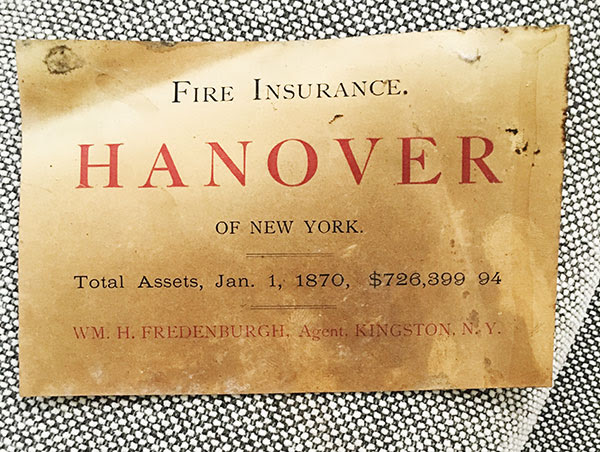 FIRE INSURANCE.
HANOVER
OF NEW YORK.
Total Assets, Jan. 1, 1870, $726,399 94
WM. H. FREDENBURGH, Agent, KINGSTON, N. Y.